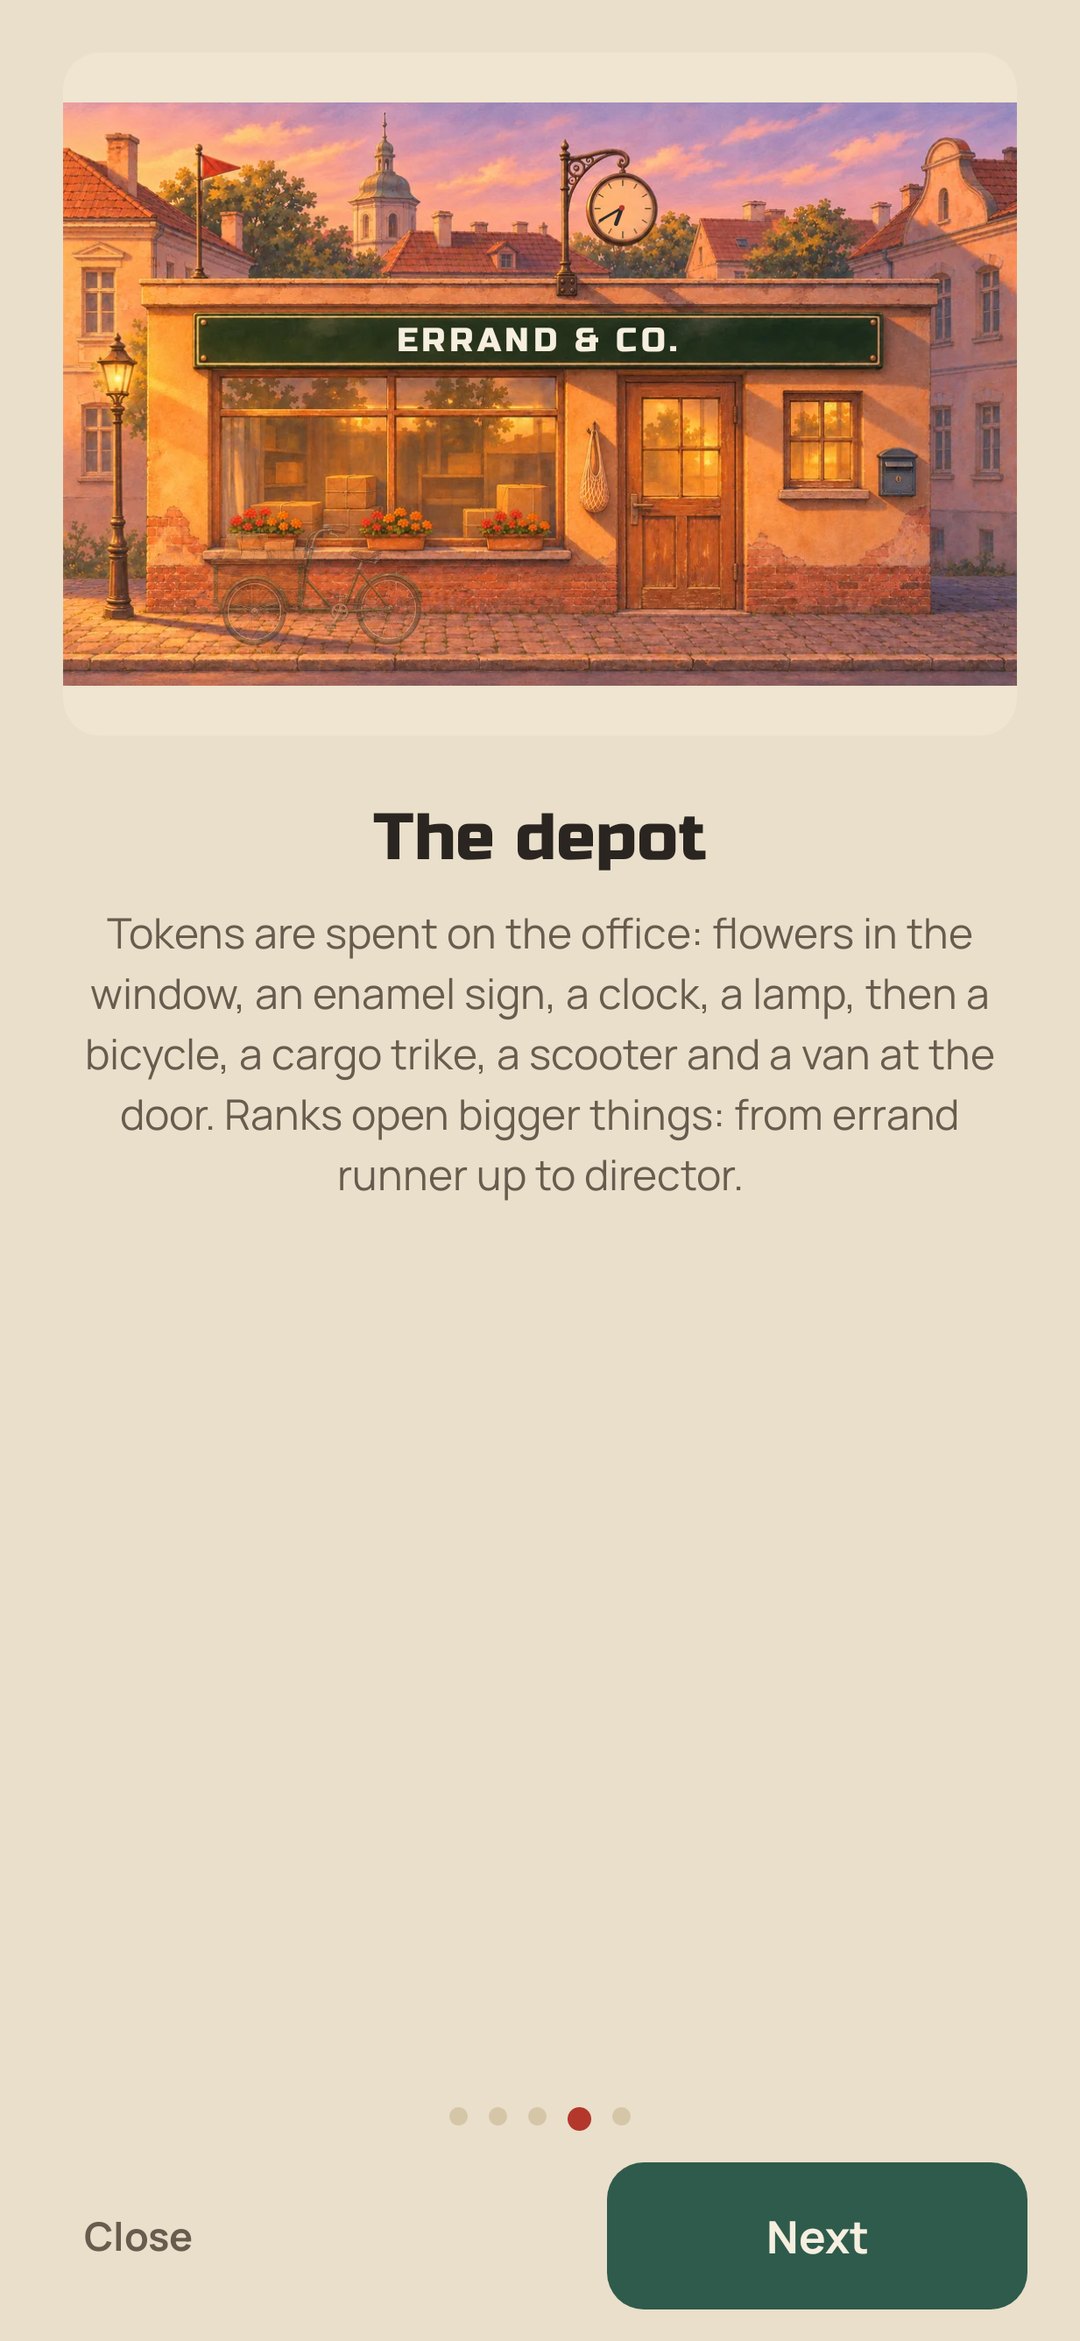 ERRAND & CO.
The depot
Tokens are spent on the office: flowers in the
window, an enamel sign, a clock, a lamp, then a
bicycle, a cargo trike, a scooter and a van at the
door. Ranks open bigger things: from errand
runner up to director.
Close
Next